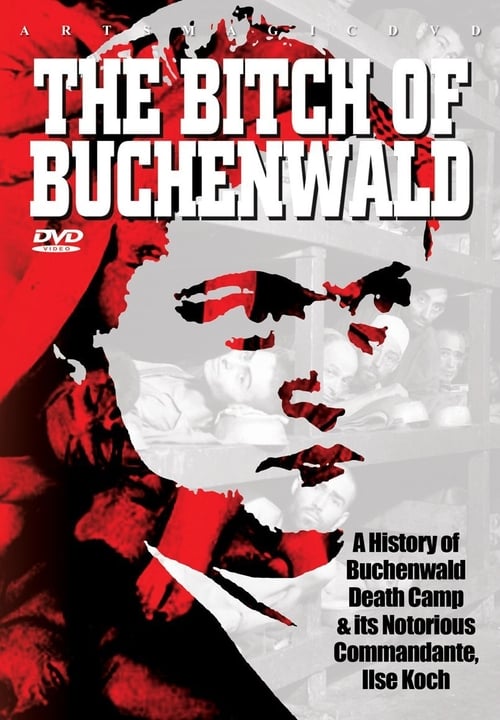 ARTSMAGICDVD
THE BITCH OF
BUCHENWALD
DVD
VIDEO
A History of
Buchenwald
Death Camp
& its Notorious
Commandante,
Ilse Koch